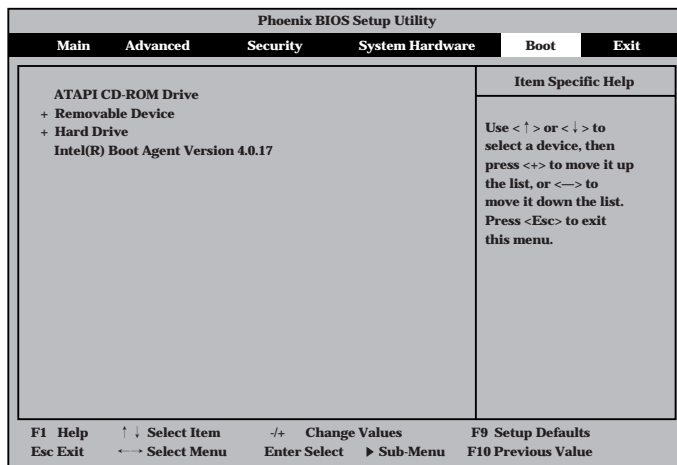 Phoenix BIOS Setup Utility
Main Advanced Security System Hardware Boot Exit
ATAPI CD-ROM Drive
+ Removable Device
+ Hard Drive
Intel(R) Boot Agent Version 4.0.17
Item Specific Help
Use < ↑ > or < ↓ > to
select a device, then
press <+> to move it up
the list, or <—> to
move it down the list.
Press <Esc> to exit
this menu.
F1 Help ↑ ↓ Select Item -/+ Change Values F9 Setup Defaults
Esc Exit ←→ Select Menu Enter Select ▶ Sub-Menu F10 Previous Value